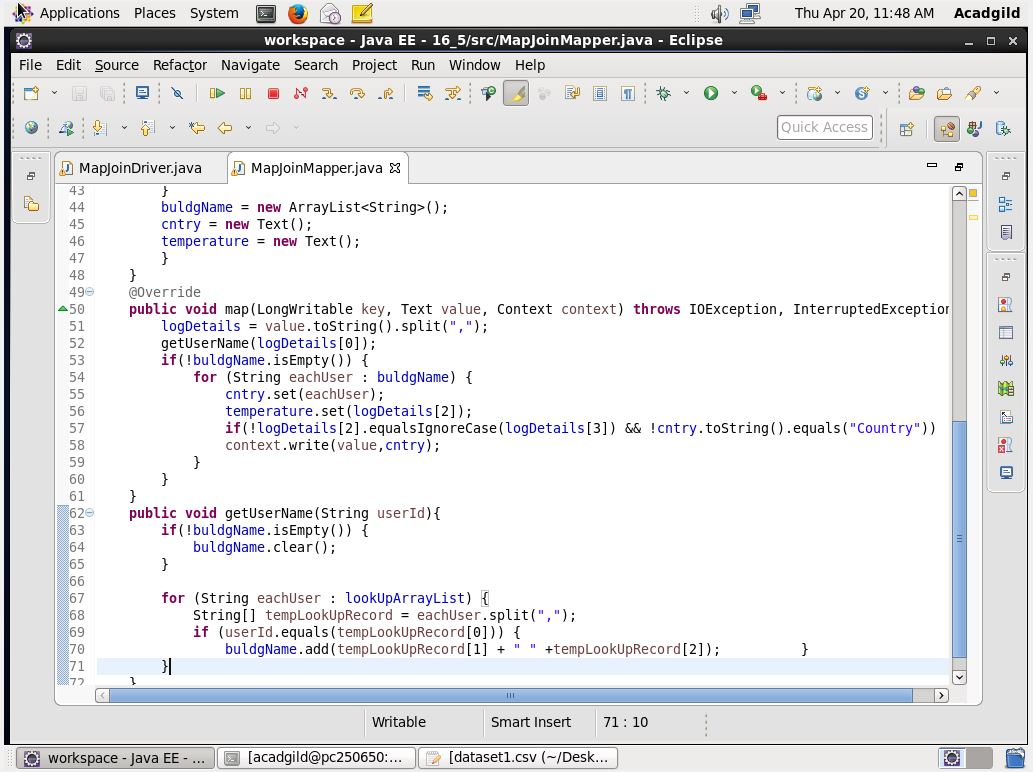 Applications Places System Thu Apr 20, 11:48 AM Acadgild
workspace - Java EE - 16_5/src/MapJoinMapper.java - Eclipse
File Edit Source Refactor Navigate Search Project Run Window Help
Quick Access
MapJoinDriver.java MapJoinMapper.java
43 }
44 buldgName = new ArrayList<String>();
45 cntry = new Text();
46 temperature = new Text();
47 }
48 }
49 @Override
50 public void map(LongWritable key, Text value, Context context) throws IOException, InterruptedException
51 logDetails = value.toString().split(",");
52 getUserName(logDetails[0]);
53 if(!buldgName.isEmpty()) {
54 for (String eachUser : buldgName) {
55 cntry.set(eachUser);
56 temperature.set(logDetails[2]);
57 if(!logDetails[2].equalsIgnoreCase(logDetails[3]) && !cntry.toString().equals("Country"))
58 context.write(value,cntry);
59 }
60 }
61 }
62 public void getUserName(String userId){
63 if(!buldgName.isEmpty()) {
64 buldgName.clear();
65 }
66
67 for (String eachUser : lookUpArrayList) {
68 String[] tempLookUpRecord = eachUser.split(",");
69 if (userId.equals(tempLookUpRecord[0])) {
70 buldgName.add(tempLookUpRecord[1] + " " +tempLookUpRecord[2]); }
71 }
72 }
Writable Smart Insert 71 : 10
workspace - Java EE - ... [acadgild@pc250650:... [dataset1.csv (~/Desk...